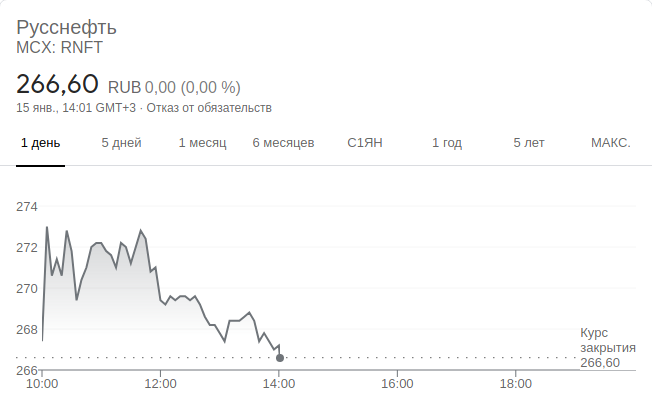 Русснефть
MCX: RNFT
266,60 RUB 0,00 (0,00 %)
15 янв., 14:01 GMT+3 · Отказ от обязательств
1 день 5 дней 1 месяц 6 месяцев С1ЯН 1 год 5 лет МАКС.
274
272
270
268
266
Курс
закрытия
266,60
10:00 12:00 14:00 16:00 18:00